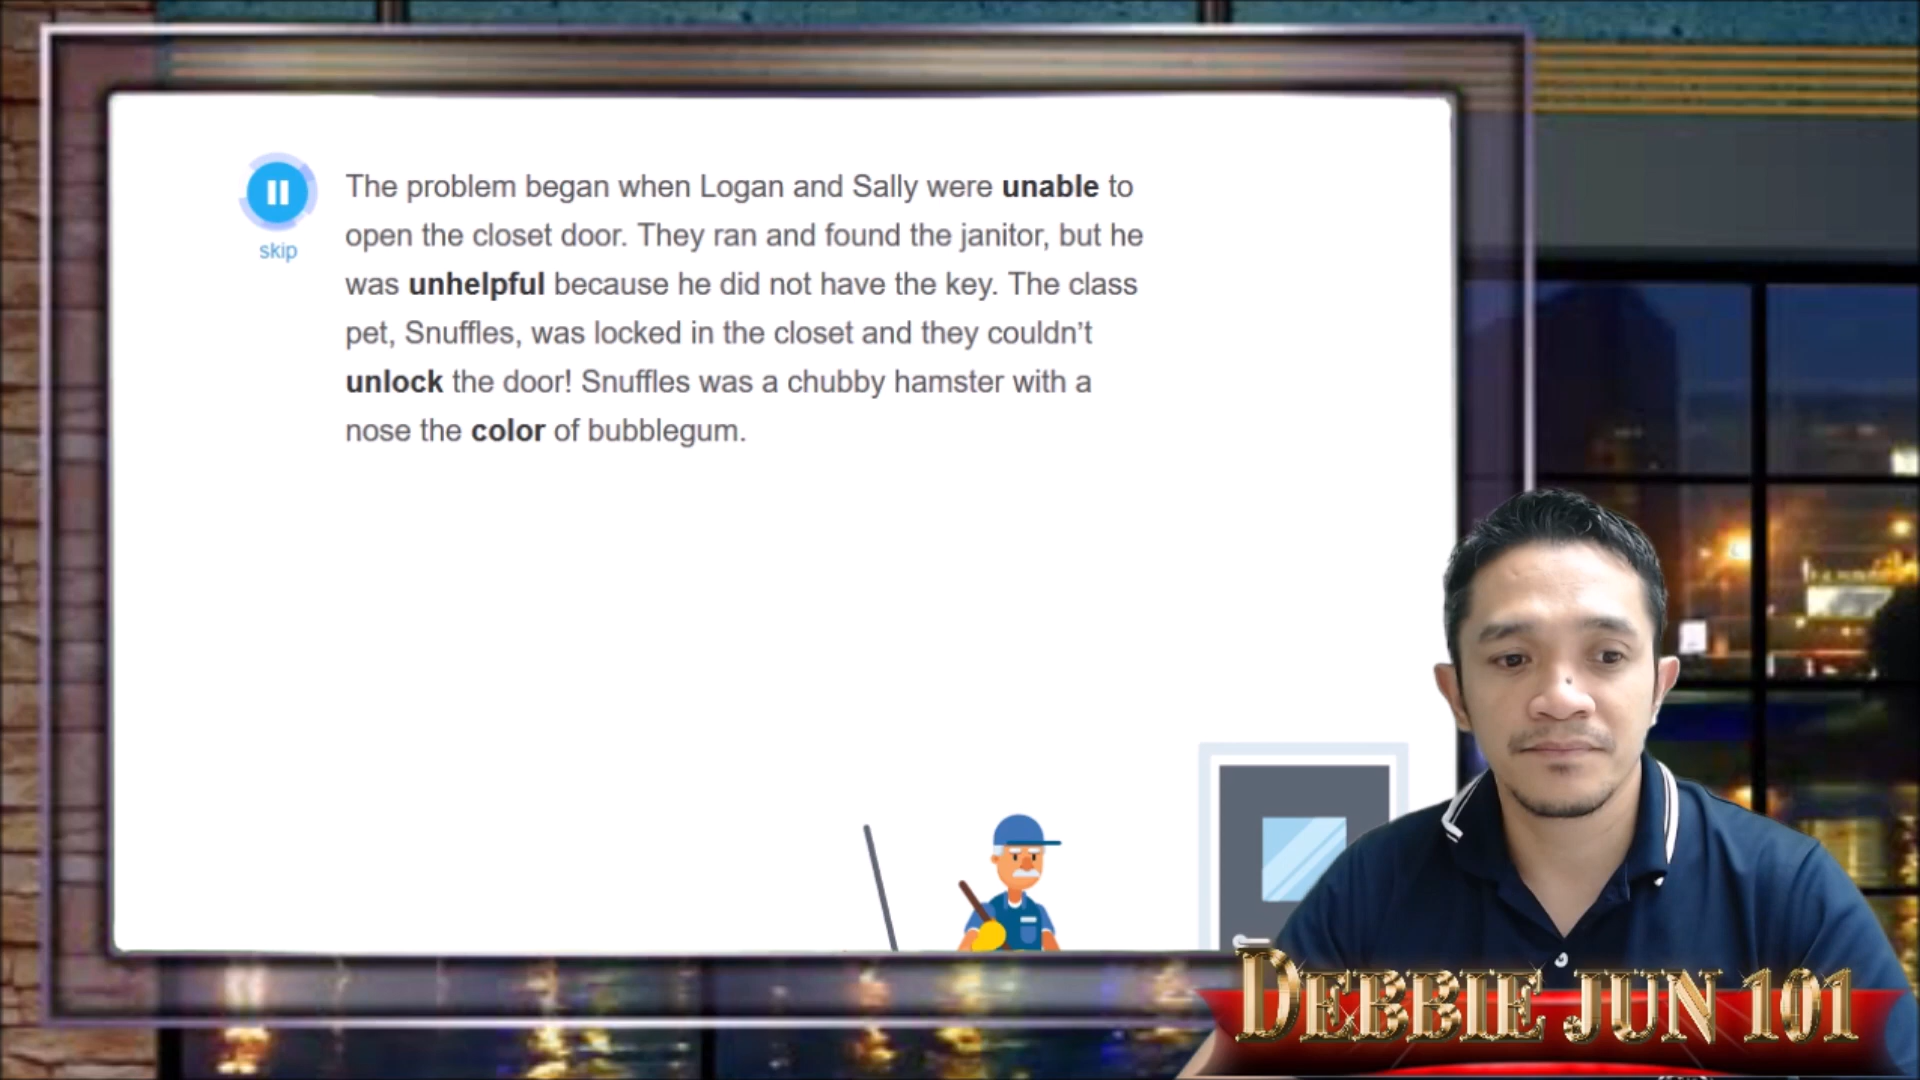 The problem began when Logan and Sally were unable to
open the closet door. They ran and found the janitor, but he
skip
was unhelpful because he did not have the key. The class
pet, Snuffles, was locked in the closet and they couldn’t
unlock the door! Snuffles was a chubby hamster with a
nose the color of bubblegum.
DEBBIE JUN 101